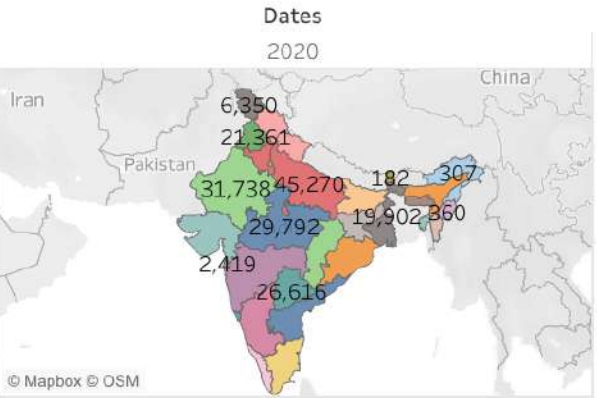 Dates
2020
China
Iran
6,350
21,361
Pakistan
31,738
45,270
182
307
29,792
19,902
360
2,419
26,616
© Mapbox © OSM